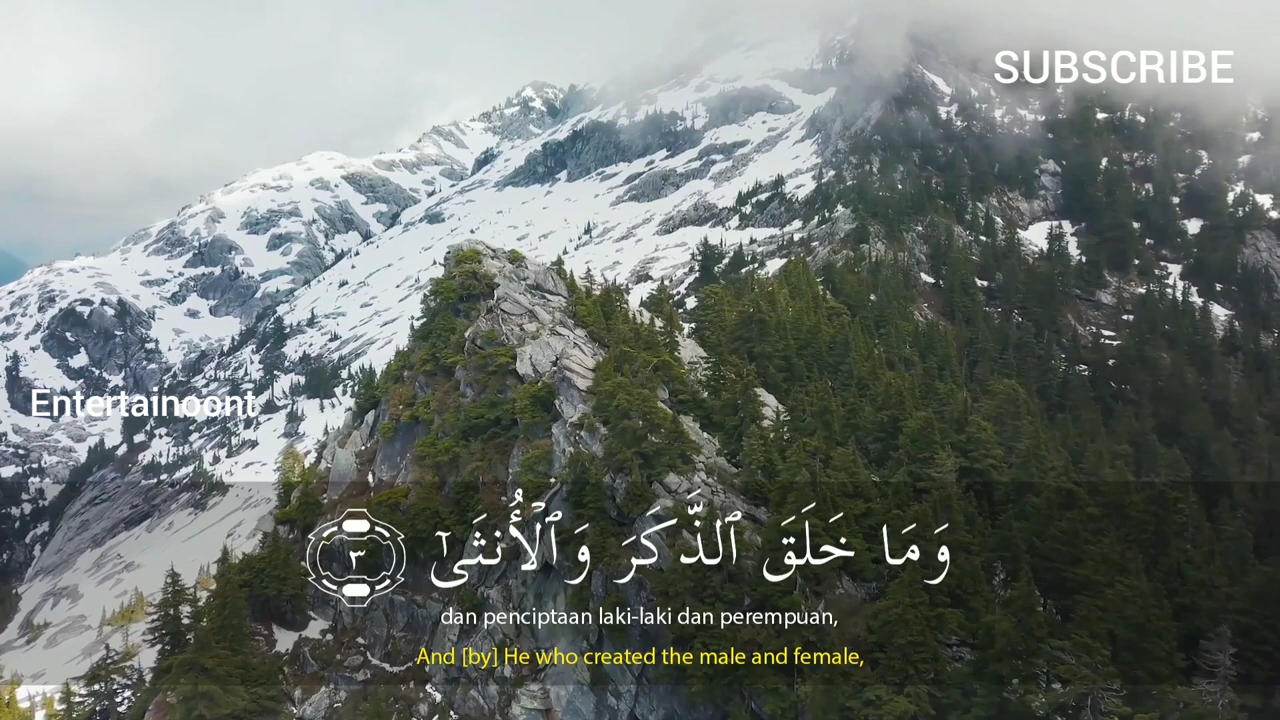 SUBSCRIBE
Entertainoont
وَمَا خَلَقَ ٱلذَّكَرَ وَٱلْأُنثَىٰٓ ٣
dan penciptaan laki-laki dan perempuan,
And [by] He who created the male and female,